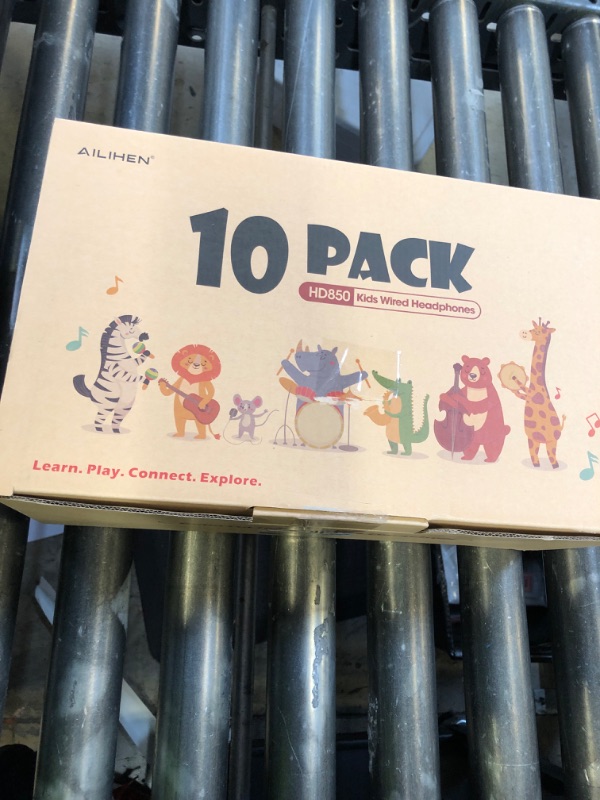 AILIHEN®
10 PACK
HD850 Kids Wired Headphones
Learn. Play. Connect. Explore.